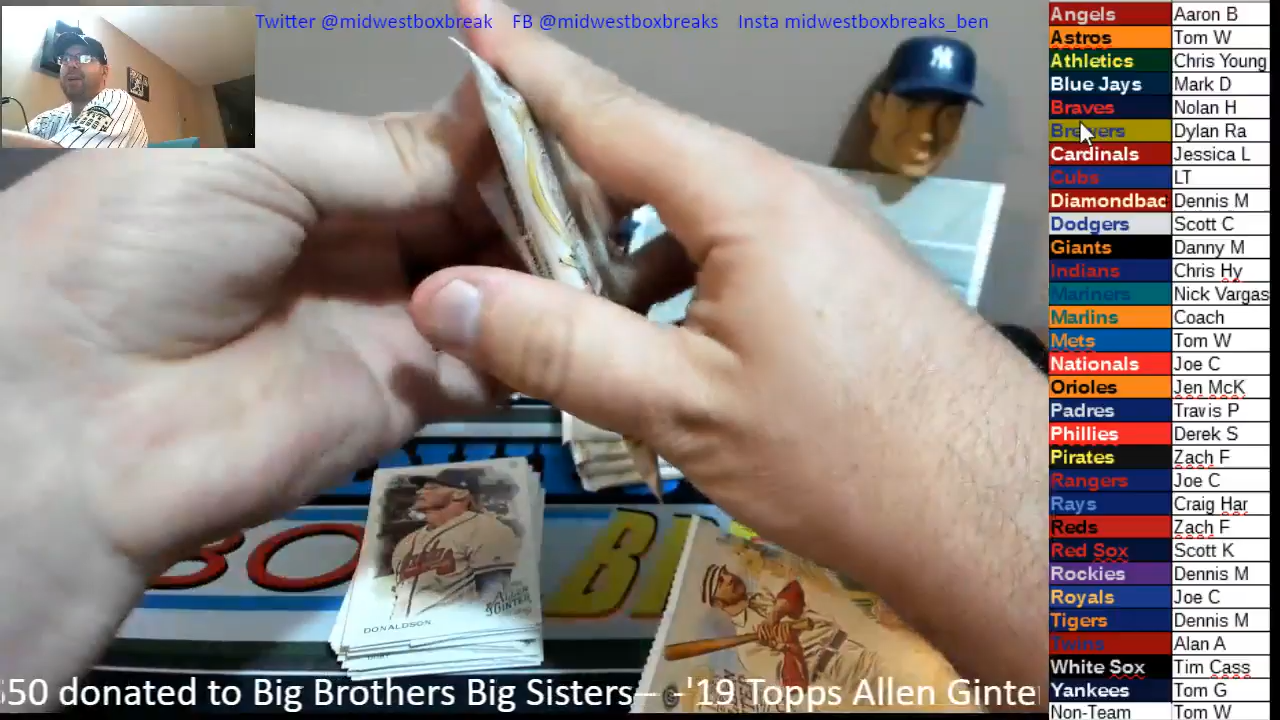 Twitter @midwestboxbreak FB @midwestboxbreaks Insta midwestboxbreaks_ben
Angels Aaron B
Astros Tom W
Athletics Chris Young
Blue Jays Mark D
Braves Nolan H
Brewers Dylan Ra
Cardinals Jessica L
Cubs LT
Diamondbac Dennis M
Dodgers Scott C
Giants Danny M
Indians Chris Hy
Mariners Nick Vargas
Marlins Coach
Mets Tom W
Nationals Joe C
Orioles Jen McK
Padres Travis P
Phillies Derek S
Pirates Zach F
Rangers Joe C
Rays Craig Har
Reds Zach F
Red Sox Scott K
Rockies Dennis M
Royals Joe C
Tigers Dennis M
Twins Alan A
White Sox Tim Cass
Yankees Tom G
Non-Team Tom W
BO
B
ALLEN
& GINTER
DONALDSON
$50 donated to Big Brothers Big Sisters-- -'19 Topps Allen Ginte